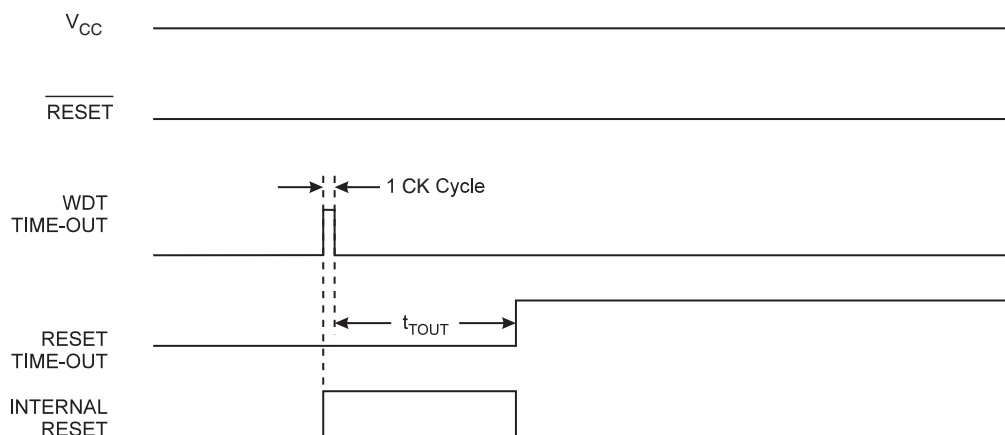 VCC
RESET
1 CK Cycle
WDT
TIME-OUT
tTOUT
RESET
TIME-OUT
INTERNAL
RESET